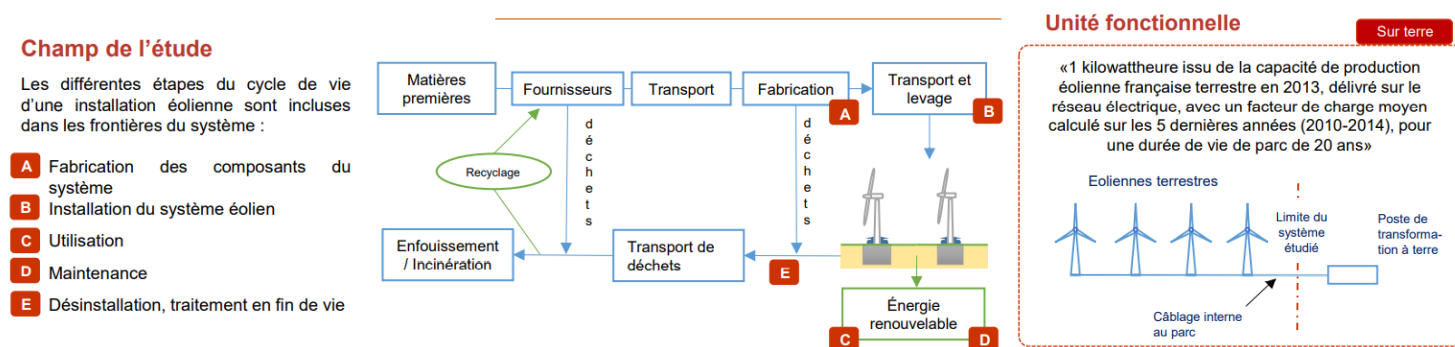 Champ de l’étude
Les différentes étapes du cycle de vie
d’une installation éolienne sont incluses
dans les frontières du système :
A Fabrication des composants du
système
B Installation du système éolien
C Utilisation
D Maintenance
E Désinstallation, traitement en fin de vie
Matières
premières
Fournisseurs
Transport
Fabrication
A
Transport et
levage
B
déchets
déchets
Recyclage
Enfouissement
/ Incinération
Transport de
déchets
E
Énergie
renouvelable
C
D
Unité fonctionnelle
Sur terre
«1 kilowattheure issu de la capacité de production
éolienne française terrestre en 2013, délivré sur le
réseau électrique, avec un facteur de charge moyen
calculé sur les 5 dernières années (2010-2014), pour
une durée de vie de parc de 20 ans»
Eoliennes terrestres
Limite du
système
étudié
Poste de
transforma-
tion à terre
Câblage interne
au parc